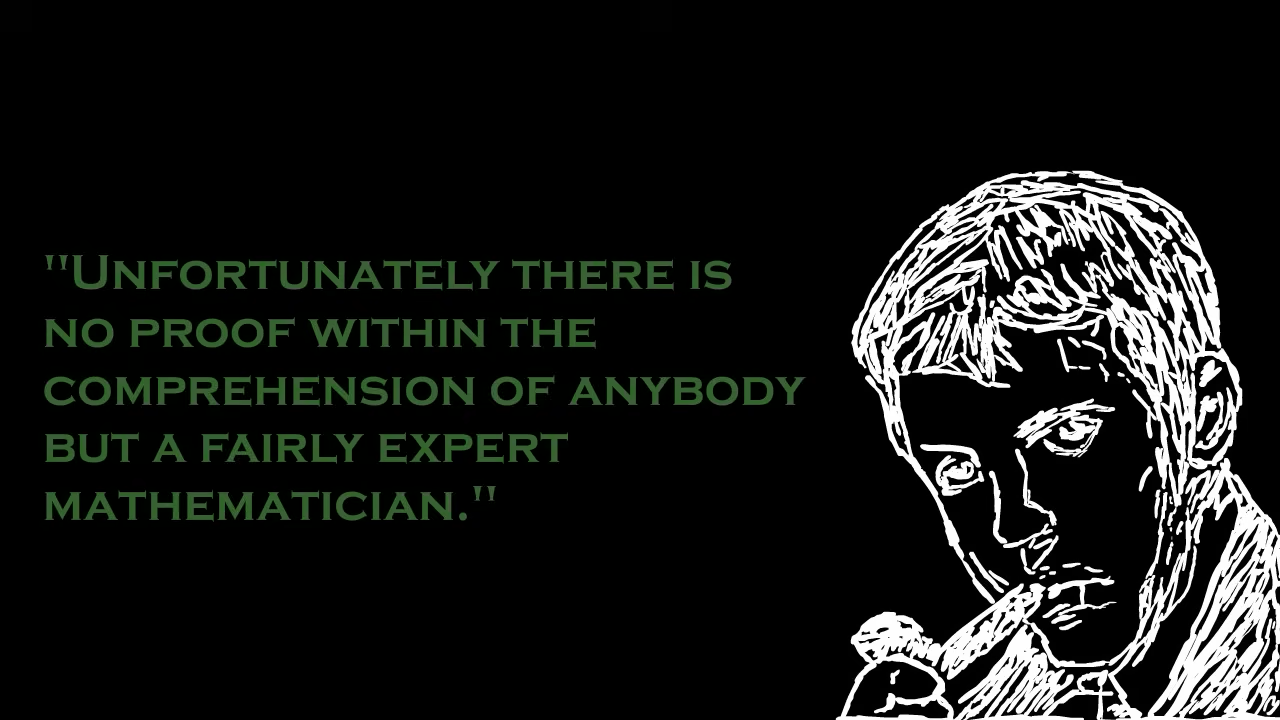 "Unfortunately there is
no proof within the
comprehension of anybody
but a fairly expert
mathematician."